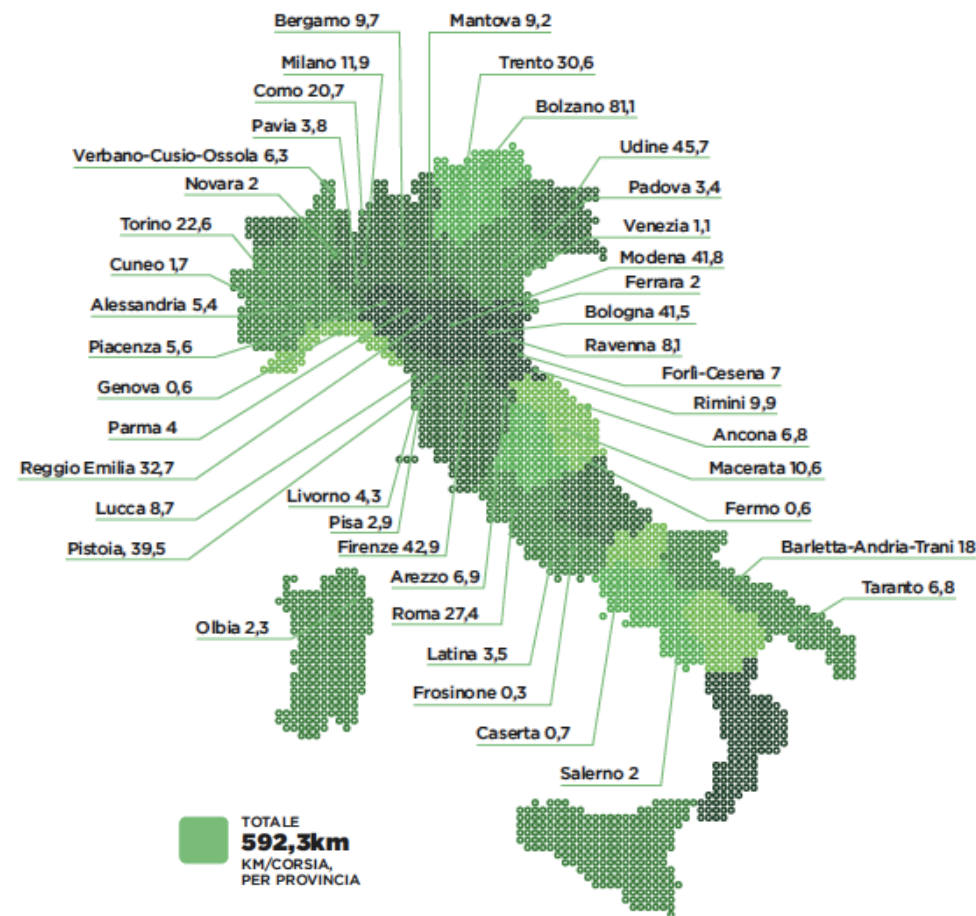 Bergamo 9,7
Mantova 9,2
Milano 11,9
Trento 30,6
Como 20,7
Bolzano 81,1
Pavia 3,8
Udine 45,7
Verbano-Cusio-Ossola 6,3
Padova 3,4
Novara 2
Torino 22,6
Venezia 1,1
Cuneo 1,7
Modena 41,8
Ferrara 2
Alessandria 5,4
Bologna 41,5
Piacenza 5,6
Ravenna 8,1
Genova 0,6
Forlì-Cesena 7
Rimini 9,9
Parma 4
Ancona 6,8
Reggio Emilia 32,7
Macerata 10,6
Livorno 4,3
Lucca 8,7
Fermo 0,6
Pisa 2,9
Pistoia, 39,5
Firenze 42,9
Barletta-Andria-Trani 18
Arezzo 6,9
Taranto 6,8
Roma 27,4
Olbia 2,3
Latina 3,5
Frosinone 0,3
Caserta 0,7
Salerno 2
TOTALE
592,3km
KM/CORSIA,
PER PROVINCIA